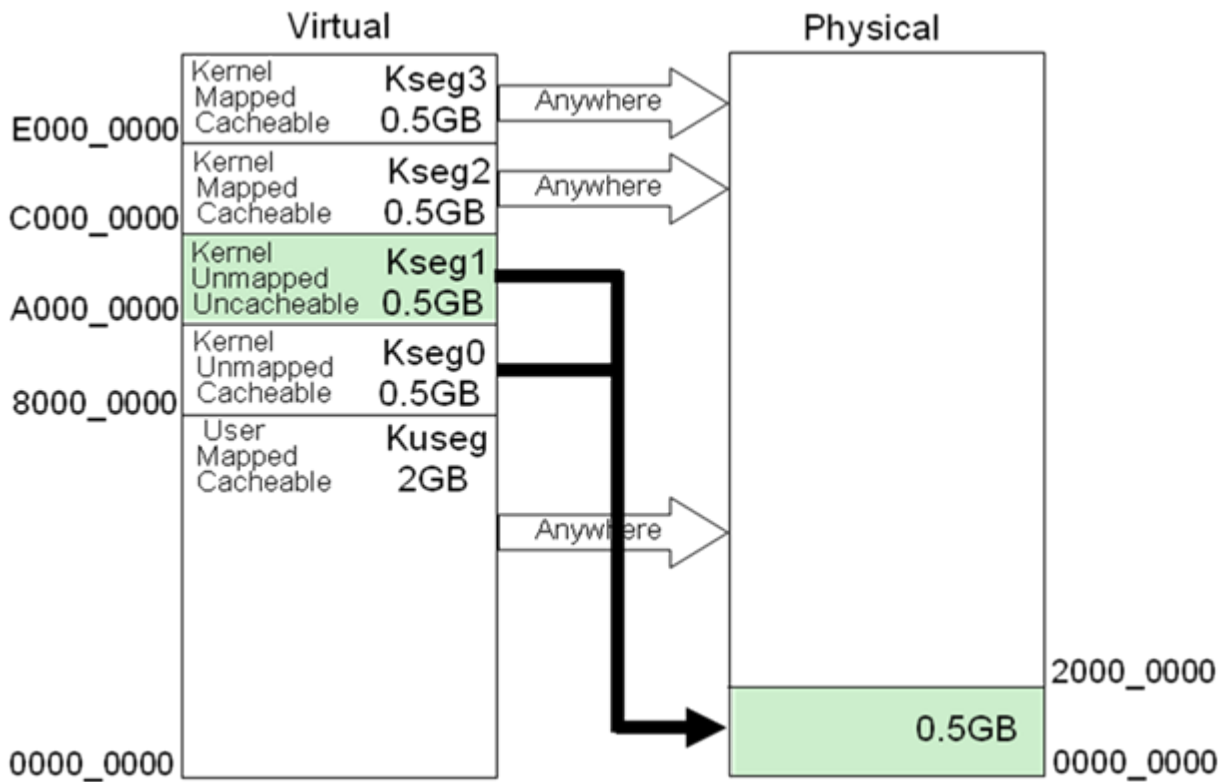 Virtual
Physical
Kernel
Mapped
Cacheable
Kseg3
0.5GB
Anywhere
E000_0000
Kernel
Mapped
Cacheable
Kseg2
0.5GB
Anywhere
C000_0000
Kernel
Unmapped
Uncacheable
Kseg1
0.5GB
A000_0000
Kernel
Unmapped
Cacheable
Kseg0
0.5GB
8000_0000
User
Mapped
Cacheable
Kuseg
2GB
Anywhere
2000_0000
0.5GB
0000_0000
0000_0000